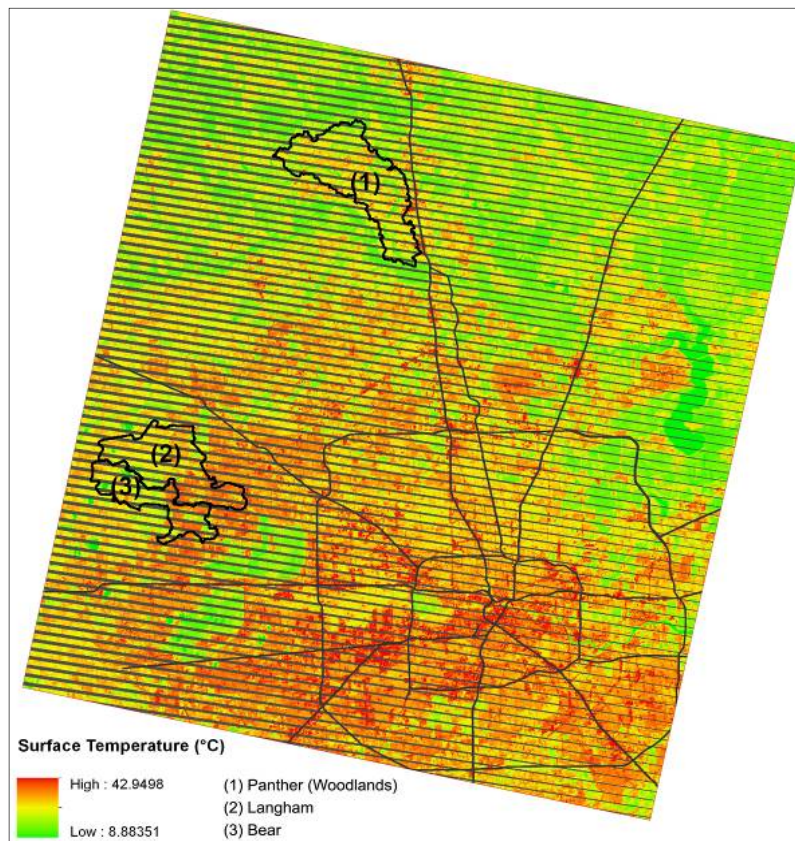 (1)
(2)
(3)
Surface Temperature (°C)
High : 42.9498
Low : 8.88351
(1) Panther (Woodlands)
(2) Langham
(3) Bear